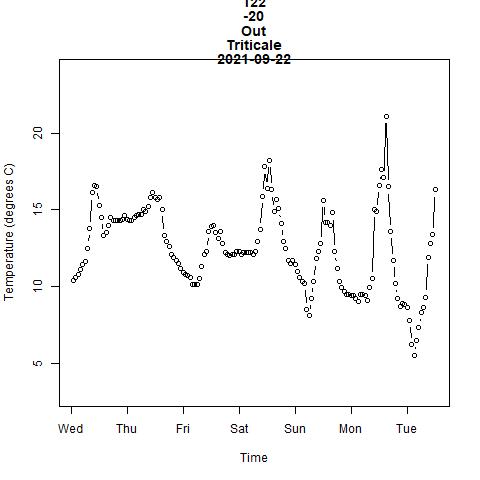 122
-20
Out
Triticale
2021-09-22
Temperature (degrees C)
20
15
10
5
Wed Thu Fri Sat Sun Mon Tue
Time